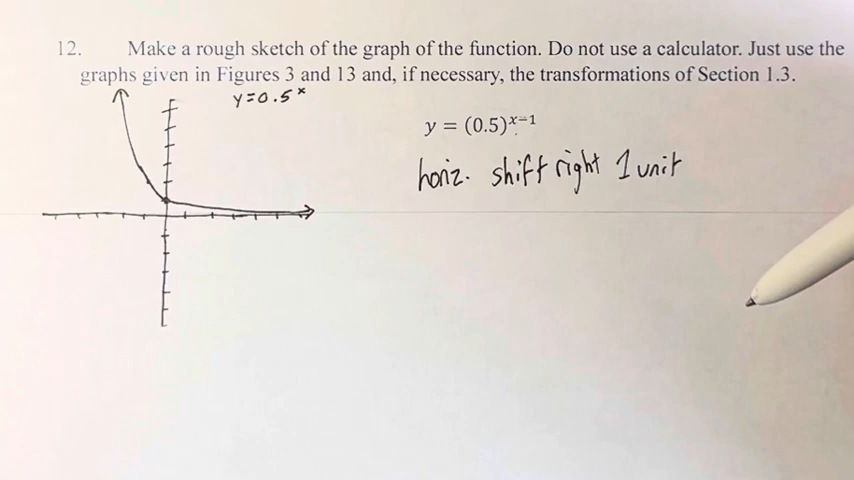 12. Make a rough sketch of the graph of the function. Do not use a calculator. Just use the
graphs given in Figures 3 and 13 and, if necessary, the transformations of Section 1.3.
y=0.5ˣ
y = (0.5)ˣ⁻¹
horiz. shift right 1 unit